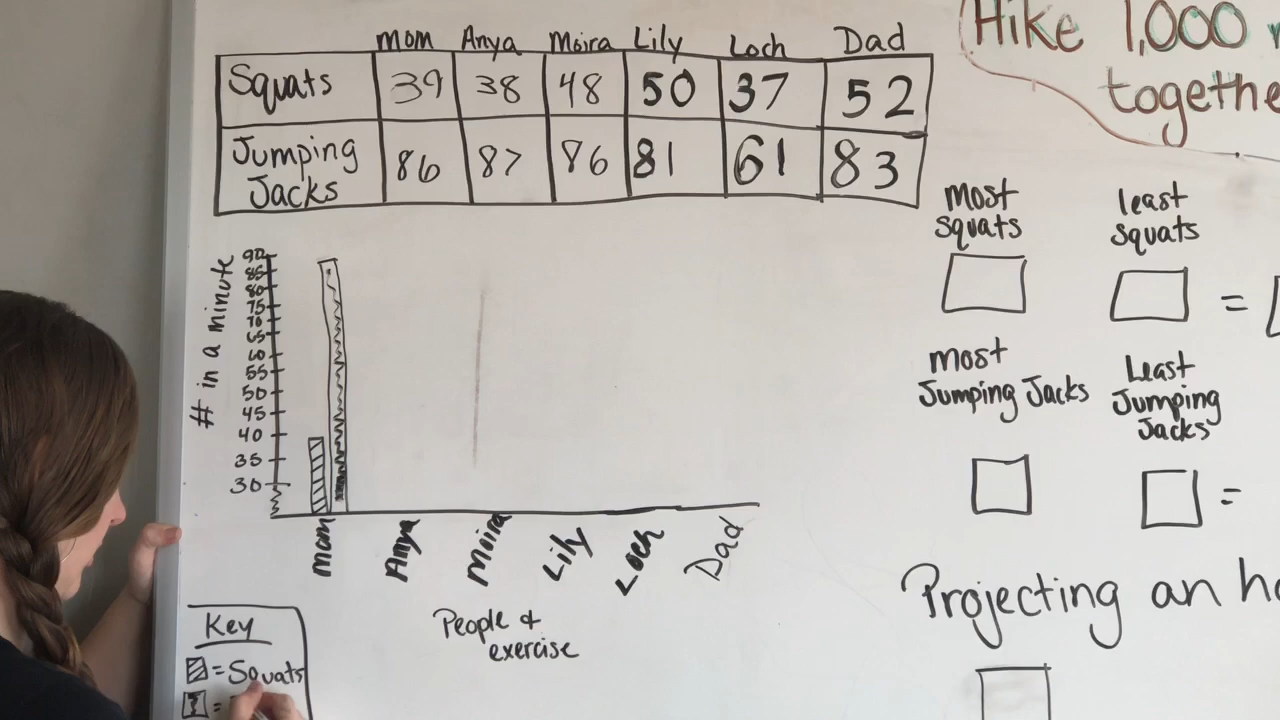 Mom Anya Moira Lily Loch Dad
Squats 39 38 48 50 37 52
Jumping Jacks 86 87 86 81 61 83
Hike 1,000
together
most squats
least squats
=
most Jumping Jacks
Least Jumping Jacks
=
# in a minute
90
85
80
75
70
65
60
55
50
45
40
35
30
Mom Anya Moira Lily Loch Dad
People & exercise
Key
= Squats
=
Projecting an